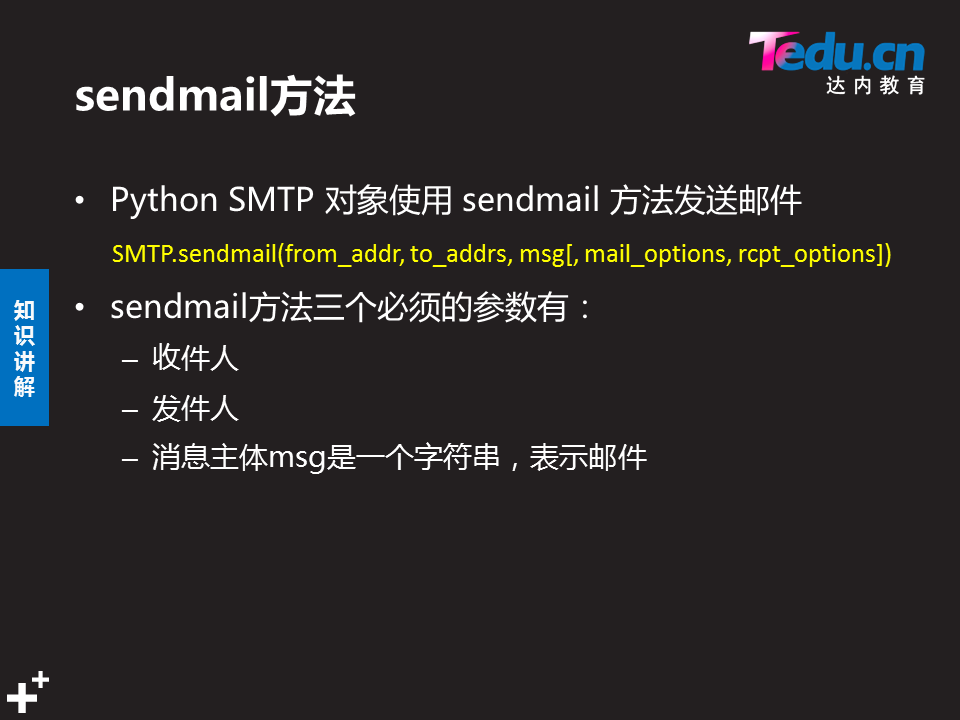 Tedu.cn
达内教育
sendmail方法
• Python SMTP 对象使用 sendmail 方法发送邮件
SMTP.sendmail(from_addr, to_addrs, msg[, mail_options, rcpt_options])
• sendmail方法三个必须的参数有：
– 收件人
– 发件人
– 消息主体msg是一个字符串，表示邮件
知
识
讲
解